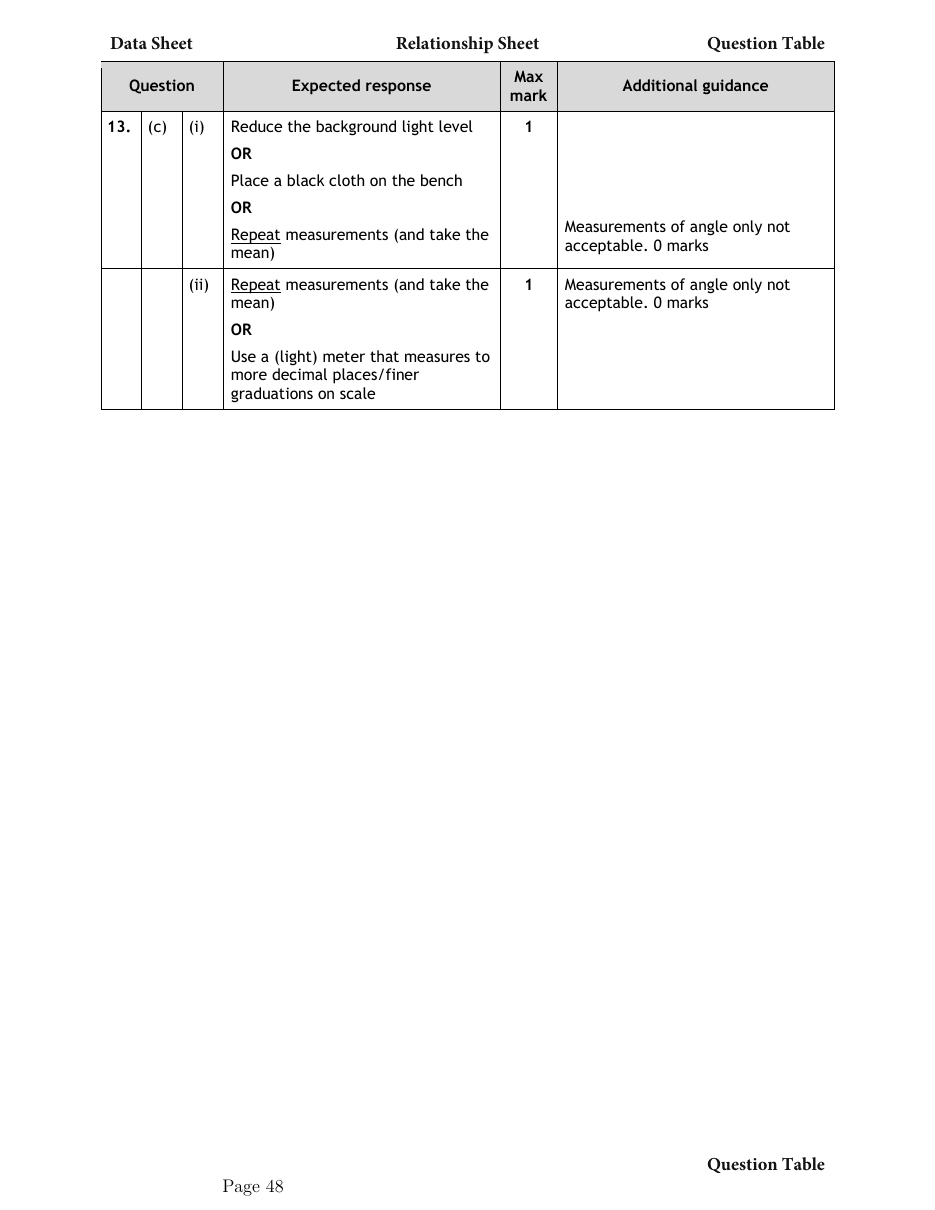 Data Sheet Relationship Sheet Question Table
Question Expected response Max mark Additional guidance
13. (c) (i) Reduce the background light level 1
OR
Place a black cloth on the bench
OR
Repeat measurements (and take the
mean)
Measurements of angle only not
acceptable. 0 marks
(ii) Repeat measurements (and take the
mean)
1
Measurements of angle only not
acceptable. 0 marks
OR
Use a (light) meter that measures to
more decimal places/finer
graduations on scale
Question Table
Page 48